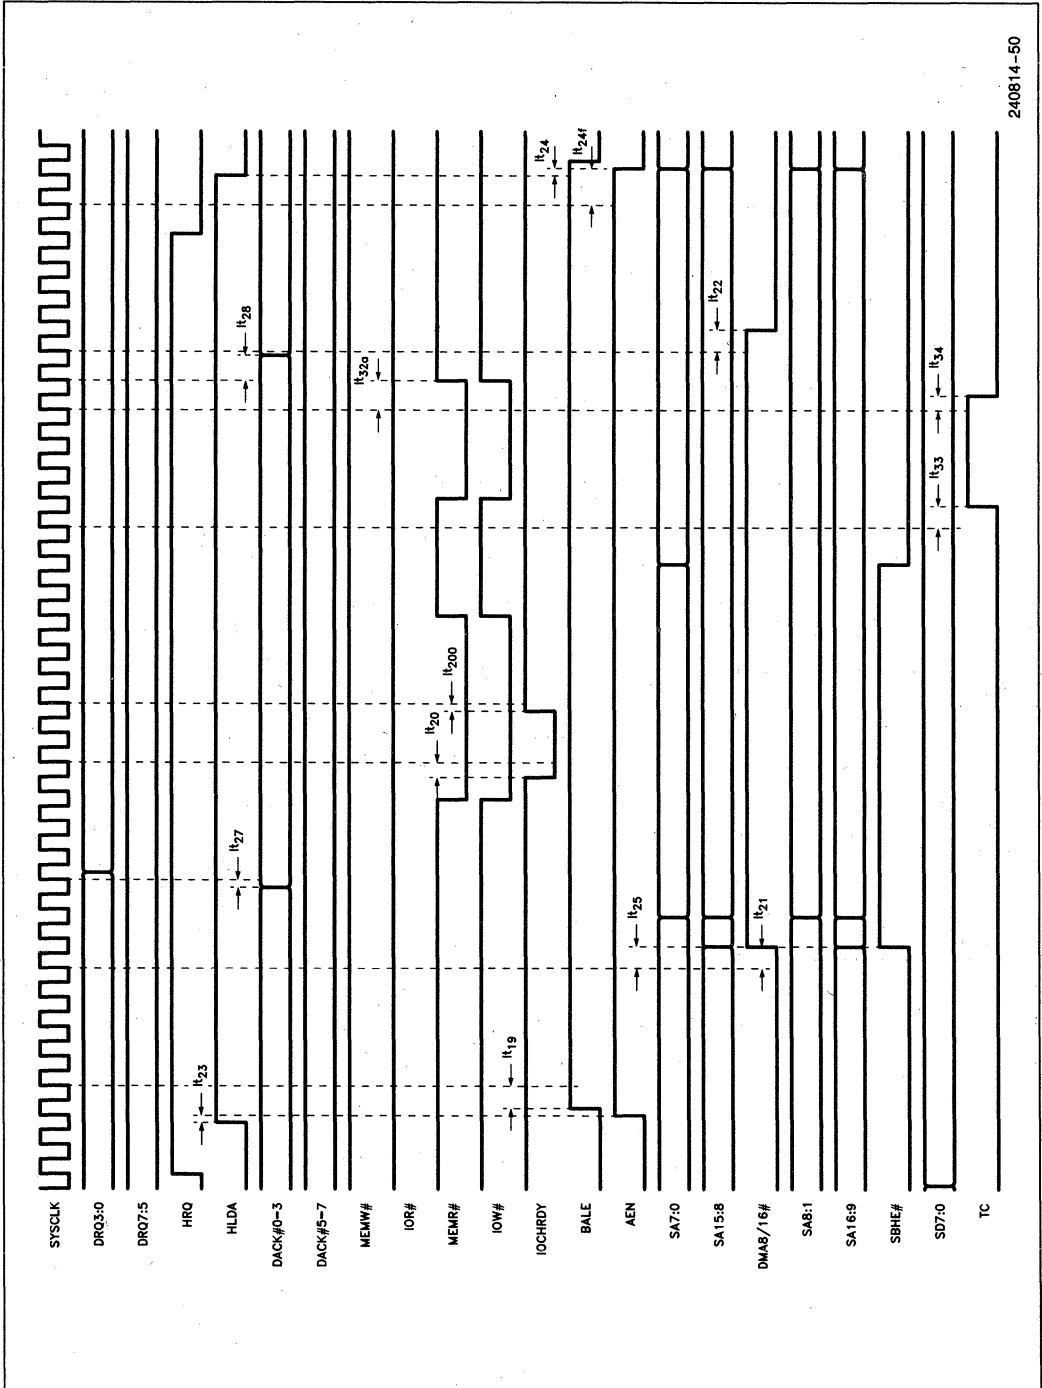 SYSCLK
DRQ3:0
DRQ7:5
HRQ
HLDA
DACK#0-3
DACK#5-7
MEMW#
IOR#
MEMR#
IOW#
IOCHRDY
BALE
AEN
SA7:0
SA15:8
DMA8/16#
SA8:1
SA16:9
SBHE#
SD7:0
TC
It23
It19
It25
It21
It27
It20
It200
It33
It34
It32a
It28
It22
It24
It24f
240814-50